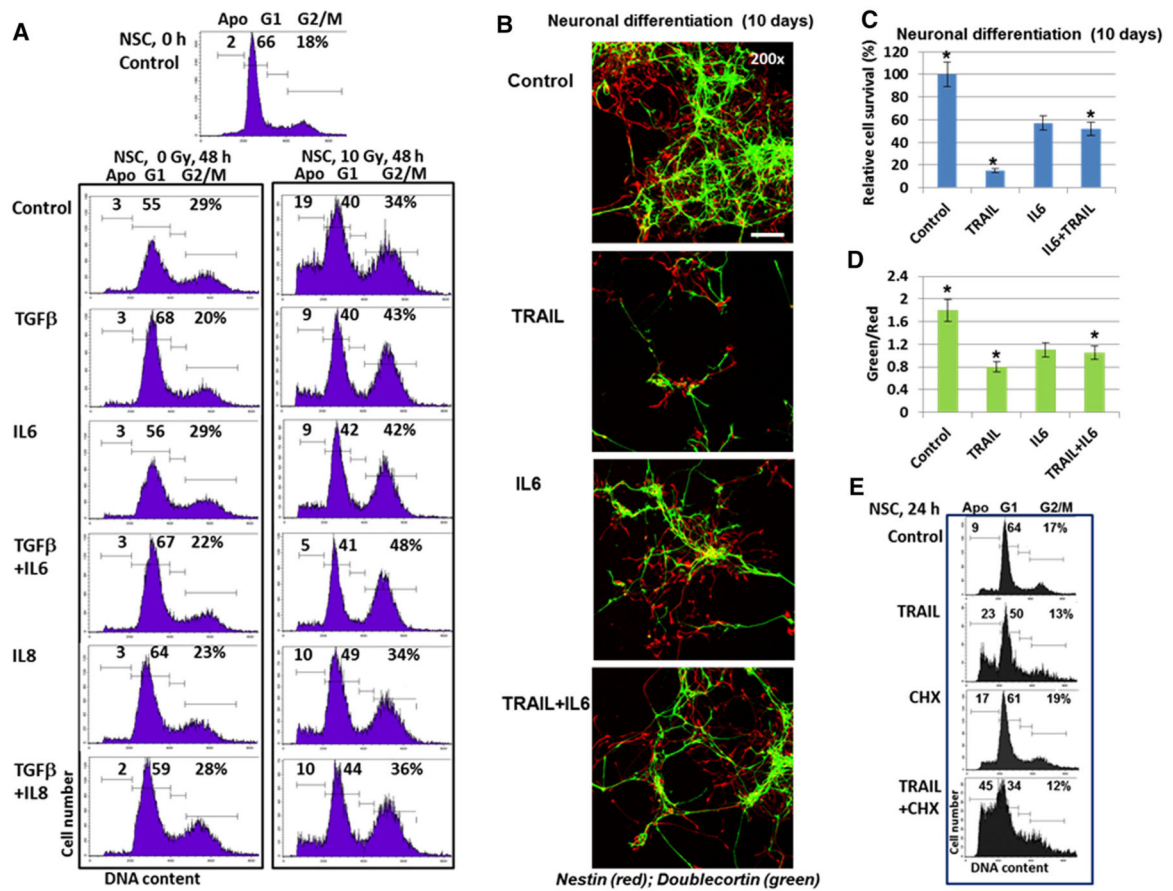 A
Apo G1 G2/M
NSC, 0 h
Control
2 66 18%
NSC, 0 Gy, 48 h
Apo G1 G2/M
NSC, 10 Gy, 48 h
Apo G1 G2/M
Control
3 55 29%
19 40 34%
TGFβ
3 68 20%
9 40 43%
IL6
3 56 29%
9 42 42%
TGFβ
+IL6
3 67 22%
5 41 48%
IL8
3 64 23%
10 49 34%
TGFβ
+IL8
2 59 28%
10 44 36%
Cell number
DNA content
B
Neuronal differentiation (10 days)
Control
200x
TRAIL
IL6
TRAIL+IL6
Nestin (red); Doublecortin (green)
C
Neuronal differentiation (10 days)
Relative cell survival (%)
120
100
80
60
40
20
0
* * *
Control TRAIL IL6 IL6+TRAIL
D
Green/Red
2.4
2
1.6
1.2
0.8
0.4
0
* * *
Control TRAIL IL6 TRAIL+IL6
E
NSC, 24 h
Apo G1 G2/M
Control
9 64 17%
TRAIL
23 50 13%
CHX
17 61 19%
TRAIL
+CHX
45 34 12%
Cell number
DNA content